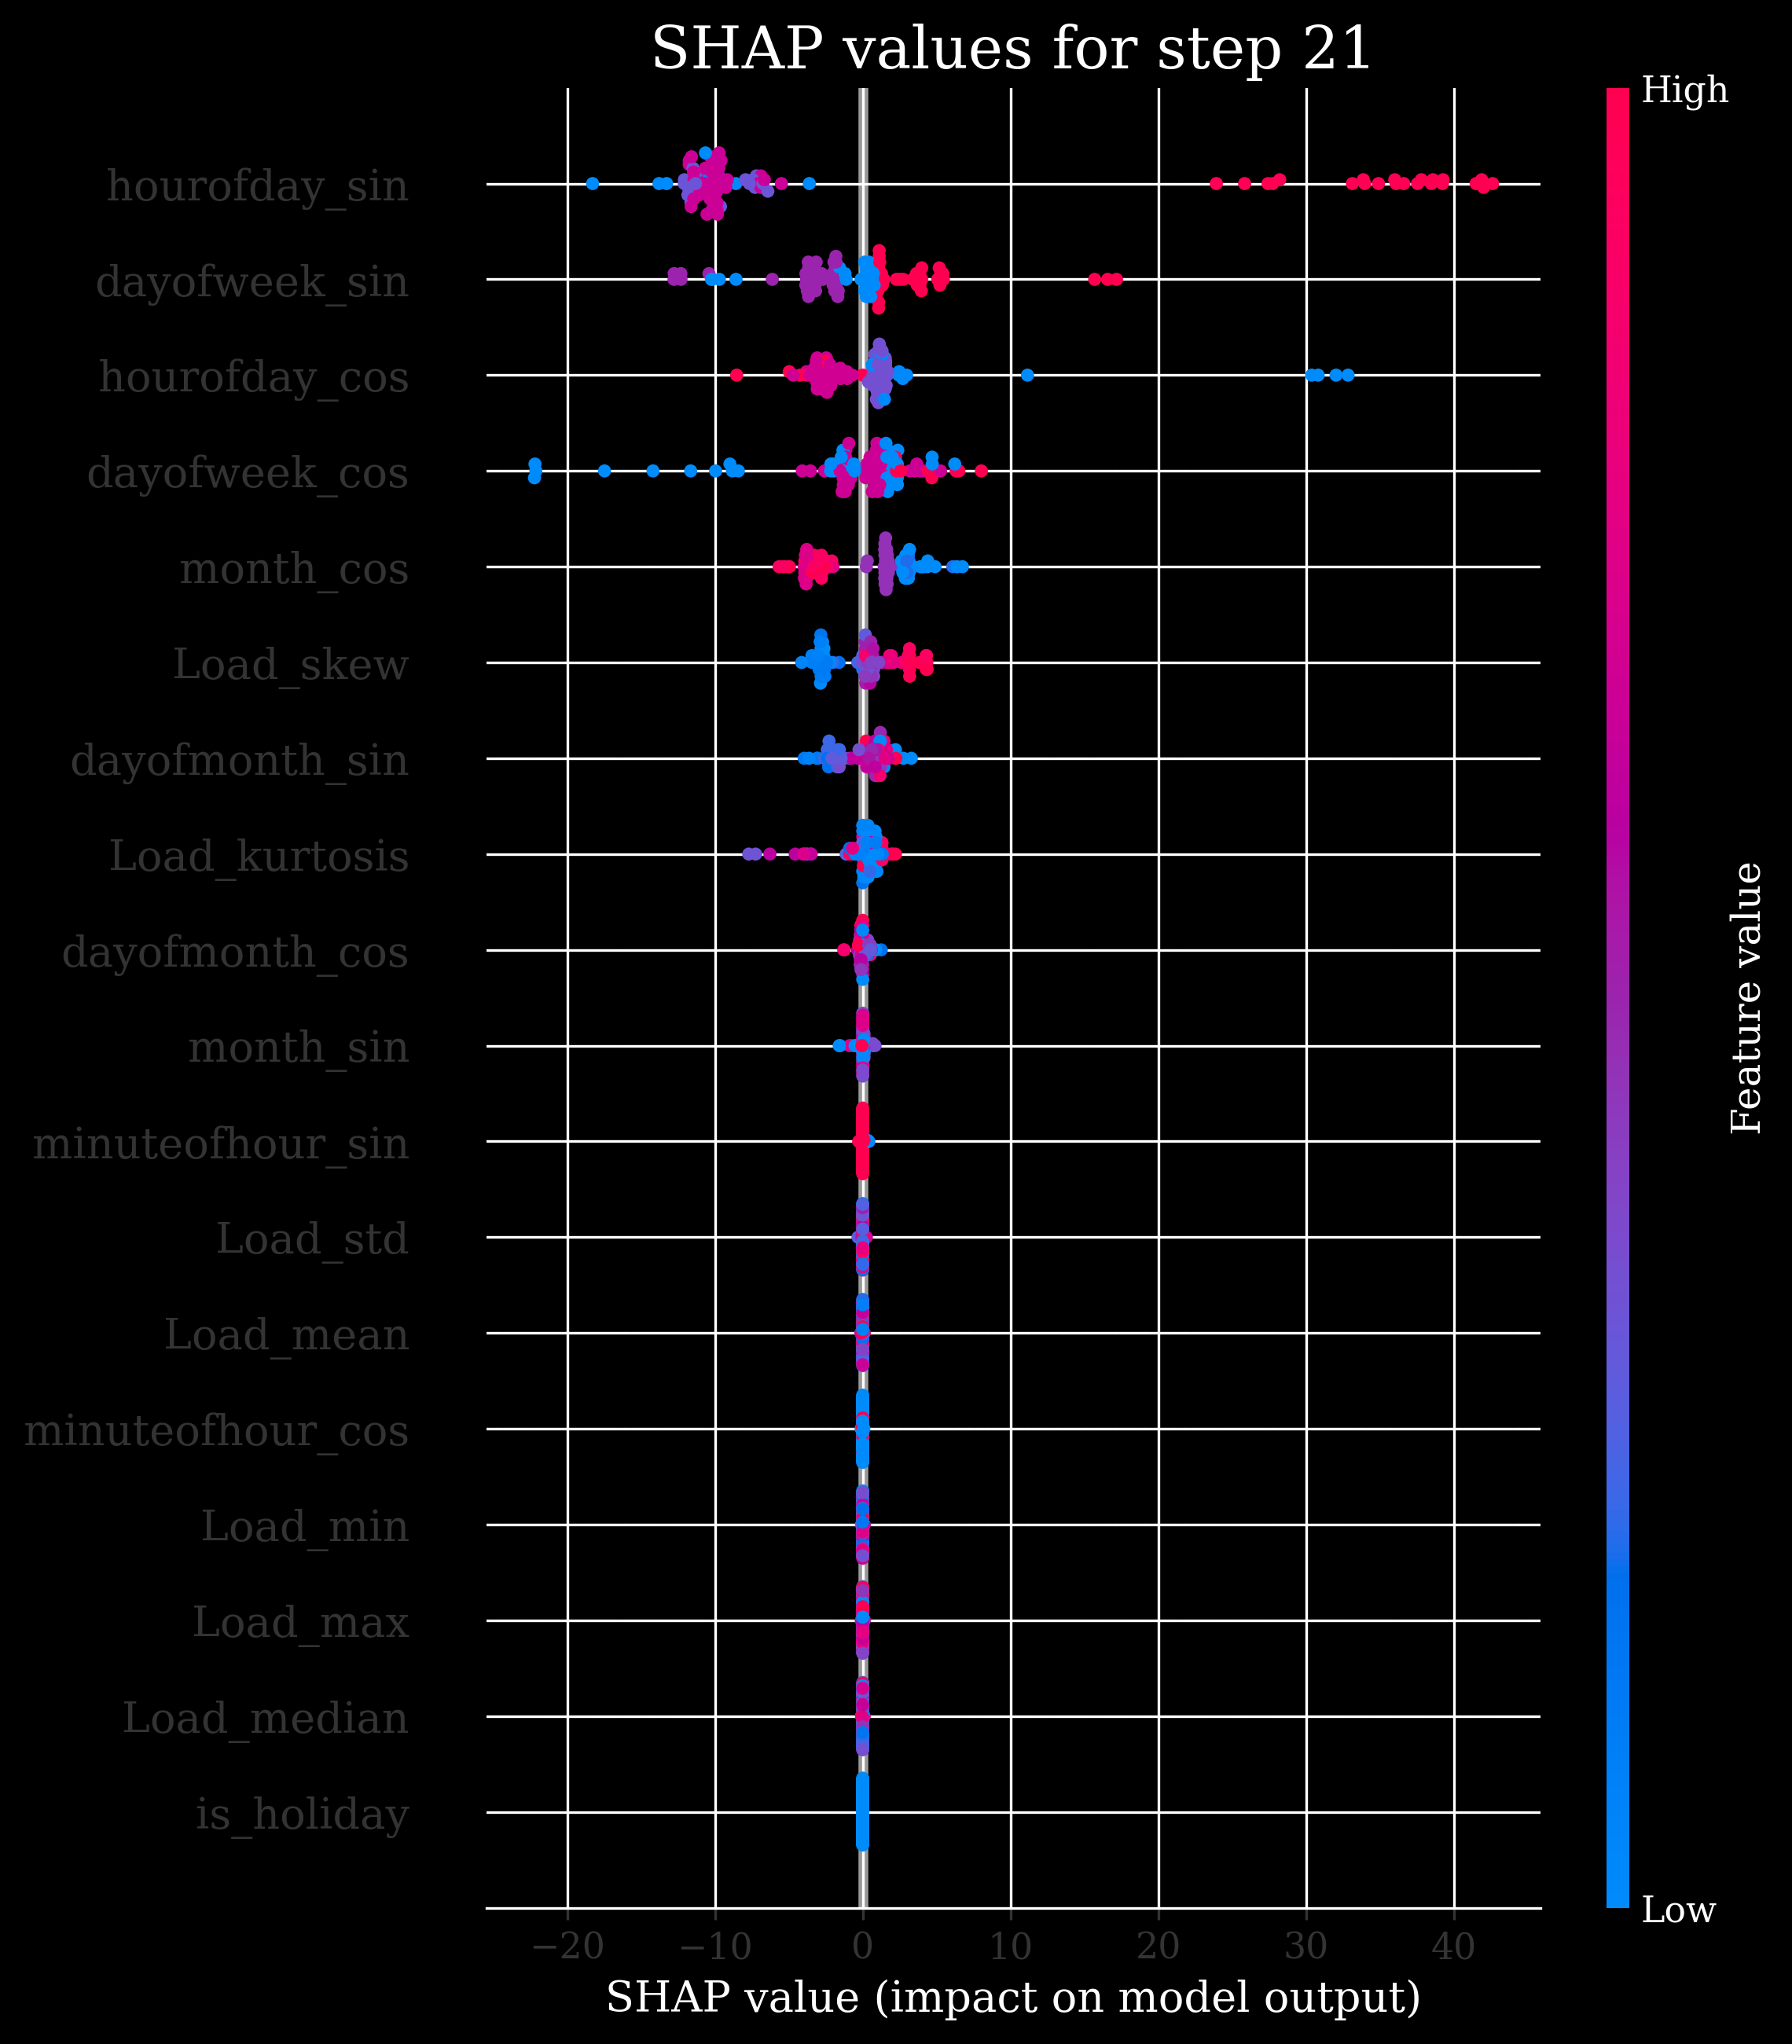 SHAP values for step 21
High
hourofday_sin
dayofweek_sin
hourofday_cos
dayofweek_cos
month_cos
Load_skew
dayofmonth_sin
Load_kurtosis
dayofmonth_cos
month_sin
minuteofhour_sin
Load_std
Load_mean
minuteofhour_cos
Load_min
Load_max
Load_median
is_holiday
Feature value
Low
−20 −10 0 10 20 30 40
SHAP value (impact on model output)